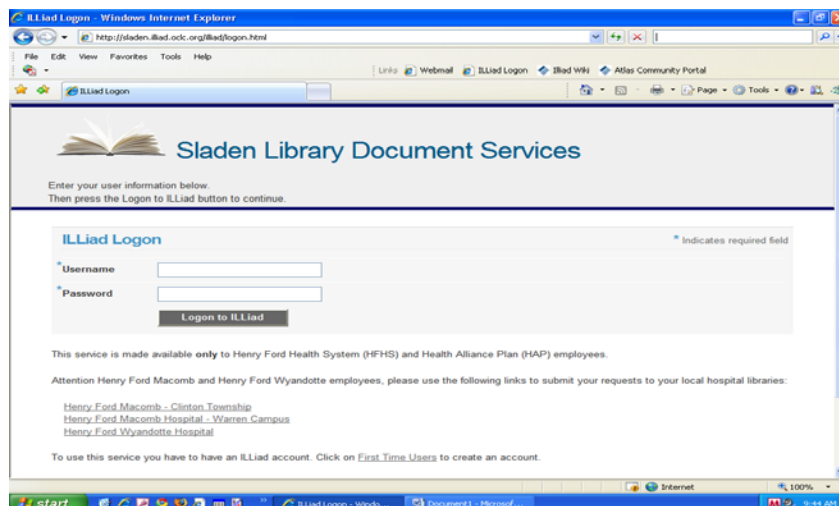 ILLiad Logon - Windows Internet Explorer
http://sladen.illiad.oclc.org/illiad/logon.html
File Edit View Favorites Tools Help
Links Webmail ILLiad Logon Illiad Wiki Atlas Community Portal
ILLiad Logon Page Tools
Sladen Library Document Services
Enter your user information below.
Then press the Logon to ILLiad button to continue.
ILLiad Logon * Indicates required field
*Username
*Password
Logon to ILLiad
This service is made available only to Henry Ford Health System (HFHS) and Health Alliance Plan (HAP) employees.
Attention Henry Ford Macomb and Henry Ford Wyandotte employees, please use the following links to submit your requests to your local hospital libraries:
Henry Ford Macomb - Clinton Township
Henry Ford Macomb Hospital - Warren Campus
Henry Ford Wyandotte Hospital
To use this service you have to have an ILLiad account. Click on First Time Users to create an account.
Internet 100%
start ILLiad Logon - Windo... Document1 - Microsof... 9:44 AM